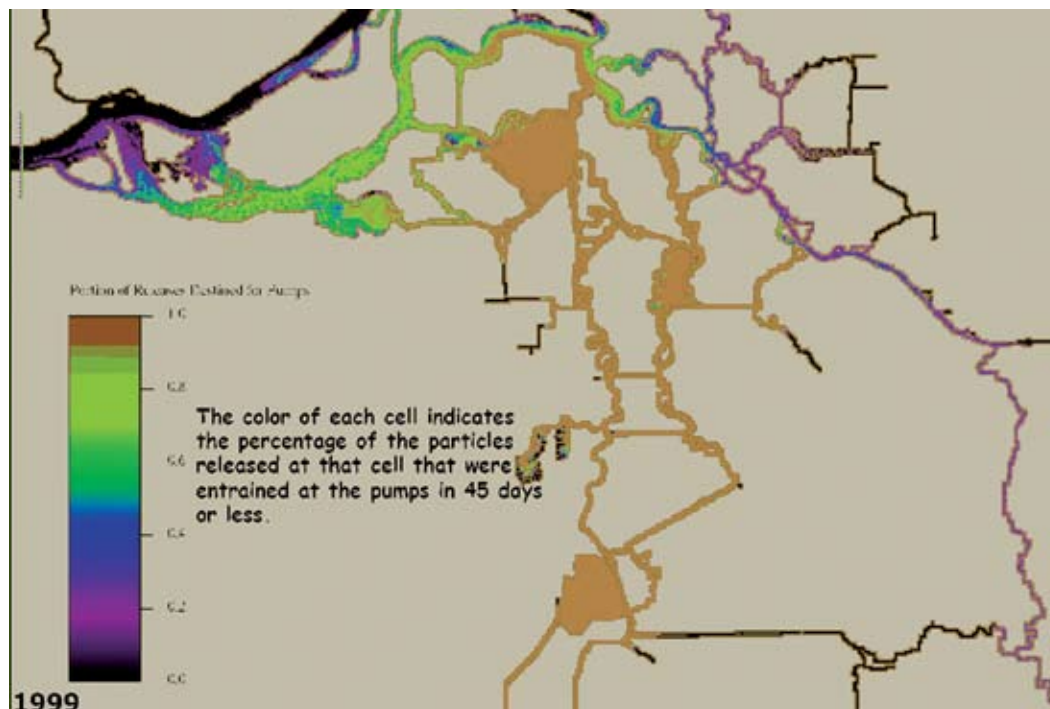 Portion of Releases Destined for Pumps
1.0
0.8
0.6
0.4
0.2
0.0
The color of each cell indicates
the percentage of the particles
released at that cell that were
entrained at the pumps in 45 days
or less.
1999